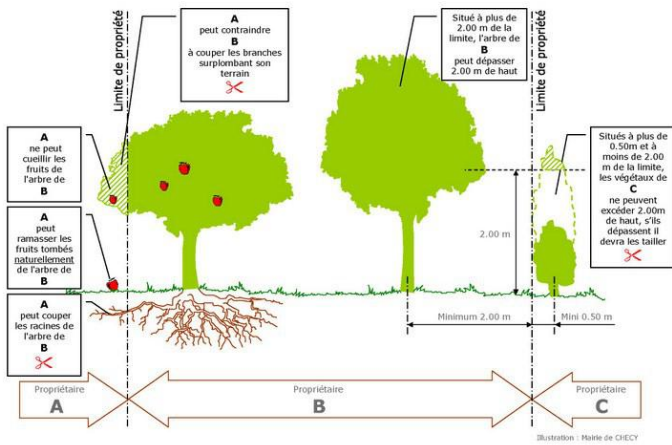 Limite de propriété
A
peut contraindre
B
à couper les branches
surplombant son
terrain
Situé à plus de
2.00 m de la
limite, l'arbre de
B
peut dépasser
2.00 m de haut
Limite de propriété
A
ne peut
cueillir les
fruits de
l'arbre de
B
Situés à plus de
0.50m et à
moins de 2.00
m de la limite,
les végétaux de
C
ne peuvent
excéder 2.00m
de haut, s'ils
dépassent il
devra les tailler
A
peut
ramasser les
fruits tombés
naturellement
de l'arbre de
B
2.00 m
A
peut couper
les racines de
l'arbre de
B
Minimum 2.00 m
Mini 0.50 m
Propriétaire
A
Propriétaire
B
Propriétaire
C
Illustration : Mairie de CHECY